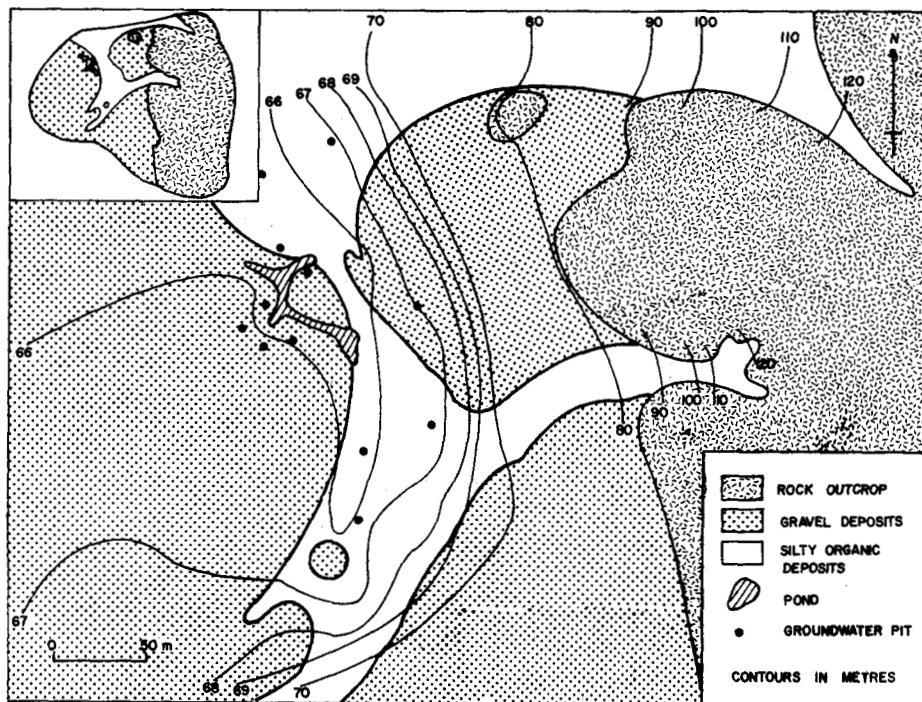 70
80
90
100
110
120
N
66
67
68
69
66
67
120
110
100
90
80
ROCK OUTCROP
GRAVEL DEPOSITS
SILTY ORGANIC
DEPOSITS
POND
GROUNDWATER PIT
CONTOURS IN METRES
0 50 m
68
69
70